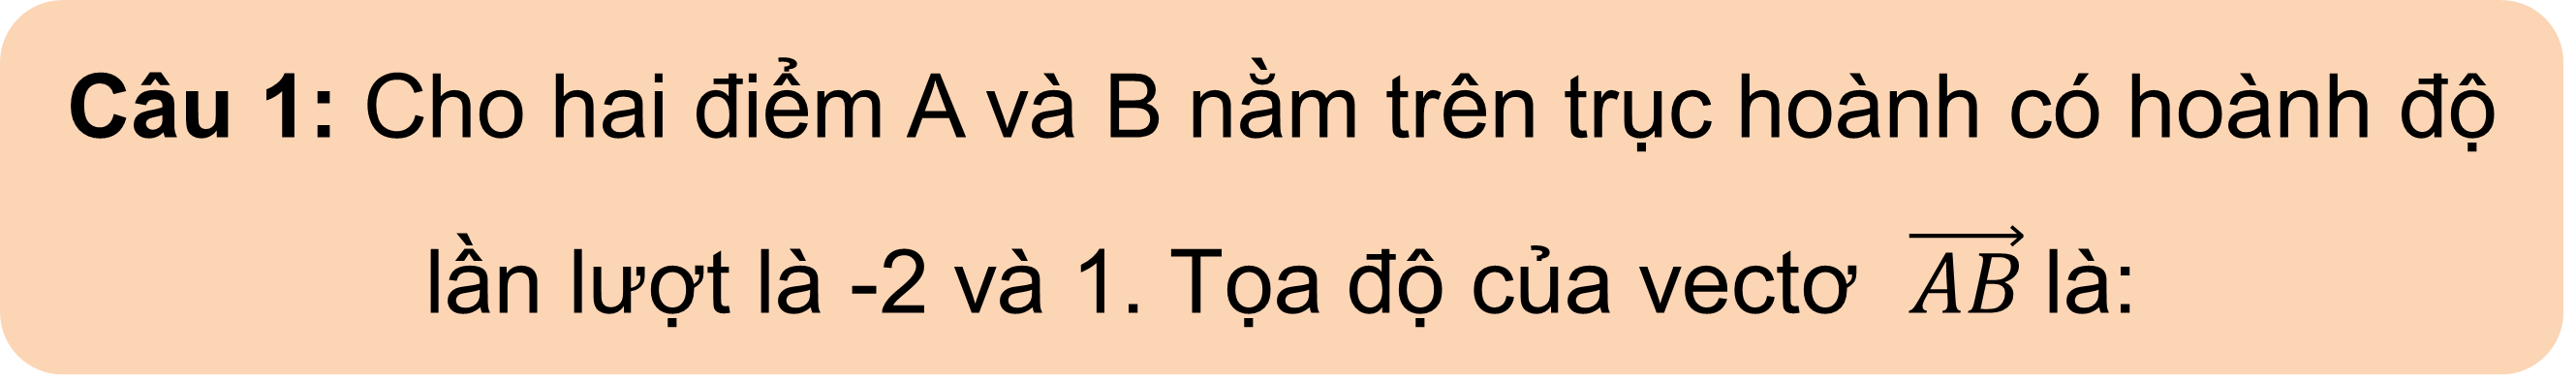 Câu 1: Cho hai điểm A và B nằm trên trục hoành có hoành độ
lần lượt là -2 và 1. Tọa độ của vectơ $\overrightarrow{AB}$ là: